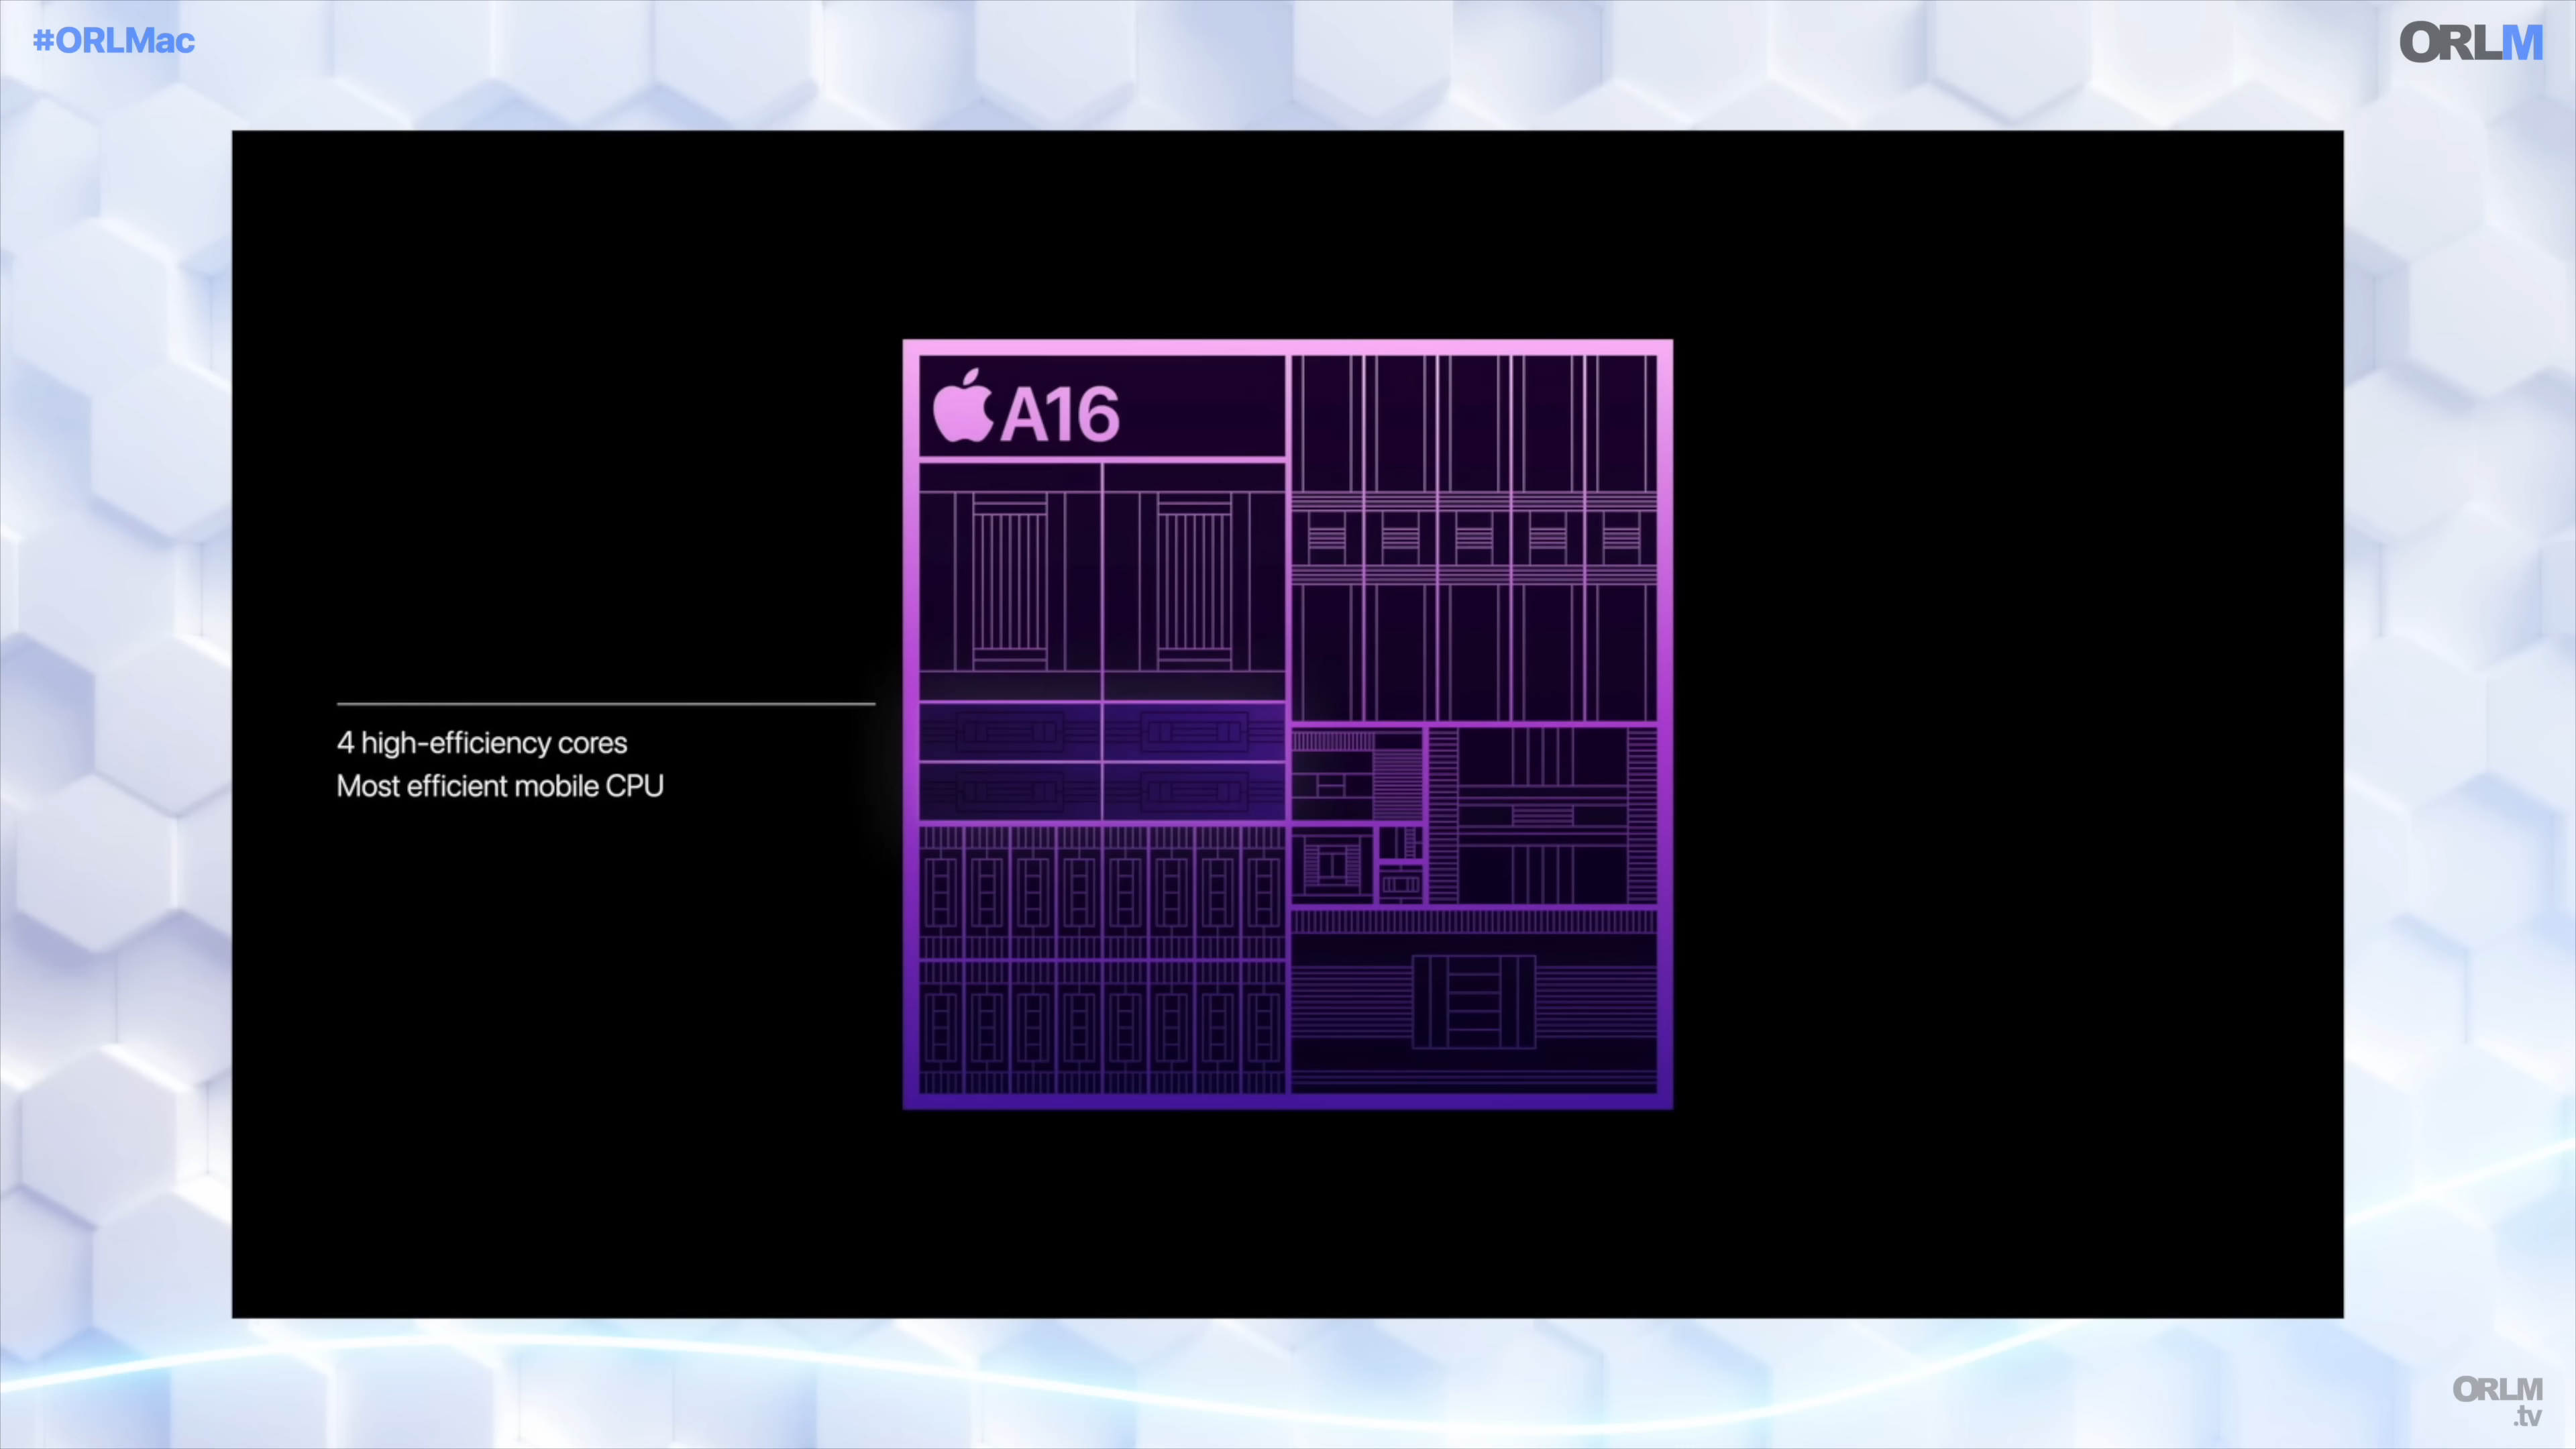 #ORLMac
ORLM
A16
4 high-efficiency cores
Most efficient mobile CPU
ORLM
.tv